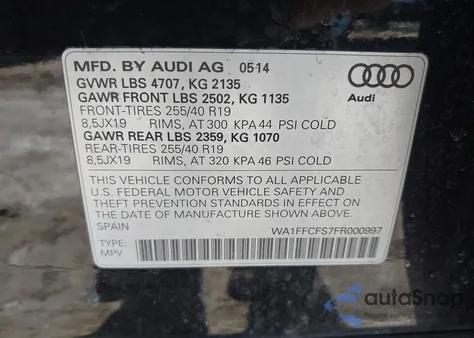 MFD. BY AUDI AG 05-14
GVWR LBS 4707, KG 2135
GAWR FRONT LBS 2502, KG 1135
FRONT-TIRES 255/40 R19
8,5JX19 RIMS, AT 300 KPA 44 PSI COLD
GAWR REAR LBS 2359, KG 1070
REAR-TIRES 255/40 R19
8,5JX19 RIMS, AT 320 KPA 46 PSI COLD
Audi
THIS VEHICLE CONFORMS TO ALL APPLICABLE
U.S. FEDERAL MOTOR VEHICLE SAFETY AND
THEFT PREVENTION STANDARDS IN EFFECT ON
THE DATE OF MANUFACTURE SHOWN ABOVE.
SPAIN WA1FFCFS7FR000997
TYPE:
MPV
autoSnap